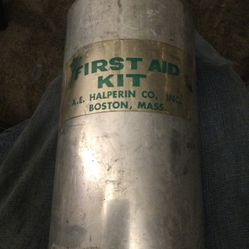 FIRST AID
KIT
A.E. HALPERIN CO. INC.
BOSTON, MASS.